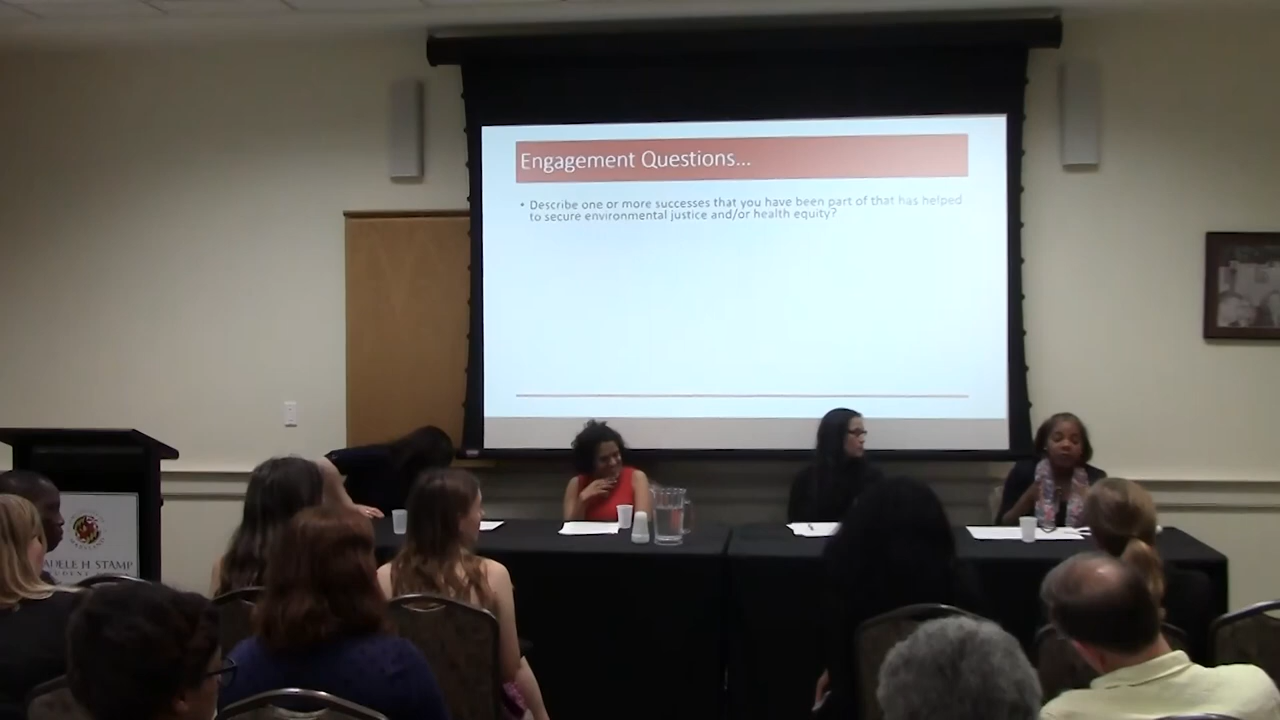 Engagement Questions...
• Describe one or more successes that you have been part of that has helped
to secure environmental justice and/or health equity?
ADELE H. STAMP